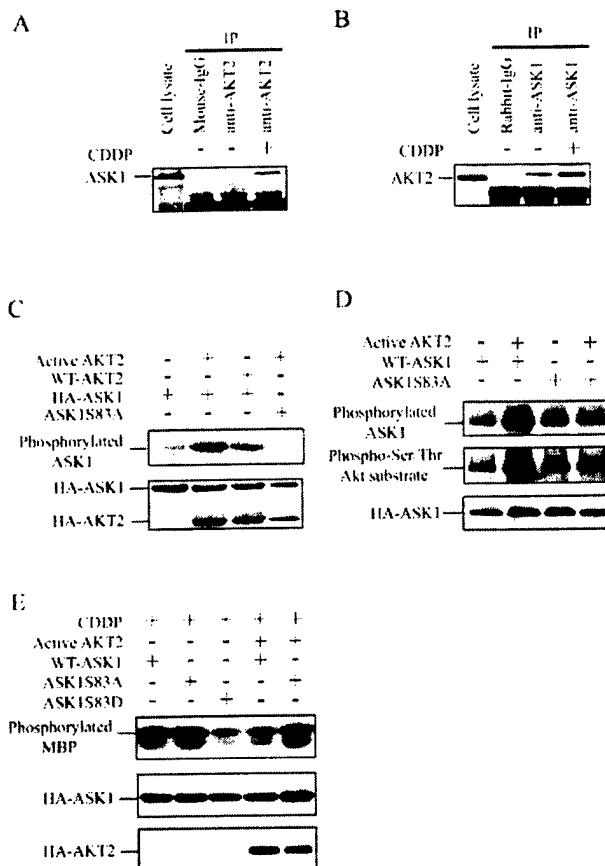 A
IP
Cell lysate
Mouse-IgG
anti-AKT2
anti-AKT2
CDDP - - +
ASK1
B
IP
Cell lysate
Rabbit-IgG
anti-ASK1
anti-ASK1
CDDP - - +
AKT2
C
Active AKT2 - + - +
WT-AKT2 - - + -
HA-ASK1 + + + -
ASK1S83A - - - +
Phosphorylated
ASK1
HA-ASK1
HA-AKT2
D
Active AKT2 - + - +
WT-ASK1 + + - -
ASK1S83A - - + +
Phosphorylated
ASK1
Phospho-Ser Thr
Akt substrate
HA-ASK1
E
CDDP + + + + +
Active AKT2 - - - + +
WT-ASK1 + - - + -
ASK1S83A - + - - +
ASK1S83D - - + - -
Phosphorylated
MBP
HA-ASK1
HA-AKT2